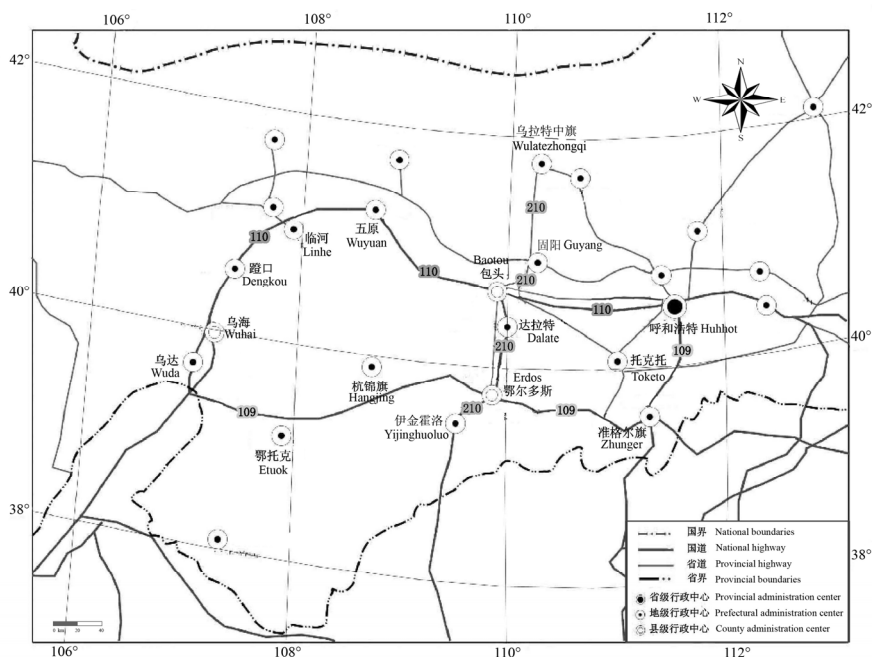 106°
108°
110°
112°
42°
42°
40°
40°
38°
38°
106°
108°
110°
112°
N
W
E
S
乌拉特中旗
Wulatezhongqi
210
110
临河
Linhe
五原
Wuyuan
固阳 Guyang
Baotou
包头
210
110
蹬口
Dengkou
110
呼和浩特 Huhhot
乌海
Wuhai
达拉特
Dalate
210
109
乌达
Wuda
托克托
Toketo
杭锦旗
Hangjing
Erdos
鄂尔多斯
109
210
109
伊金霍洛
Yijinghuoluo
准格尔旗
Zhunger
鄂托克
Etuok
国界 National boundaries
国道 National highway
省道 Provincial highway
省界 Provincial boundaries
省级行政中心 Provincial administration center
地级行政中心 Prefectural administration center
县级行政中心 County administration center
0 km 20 40